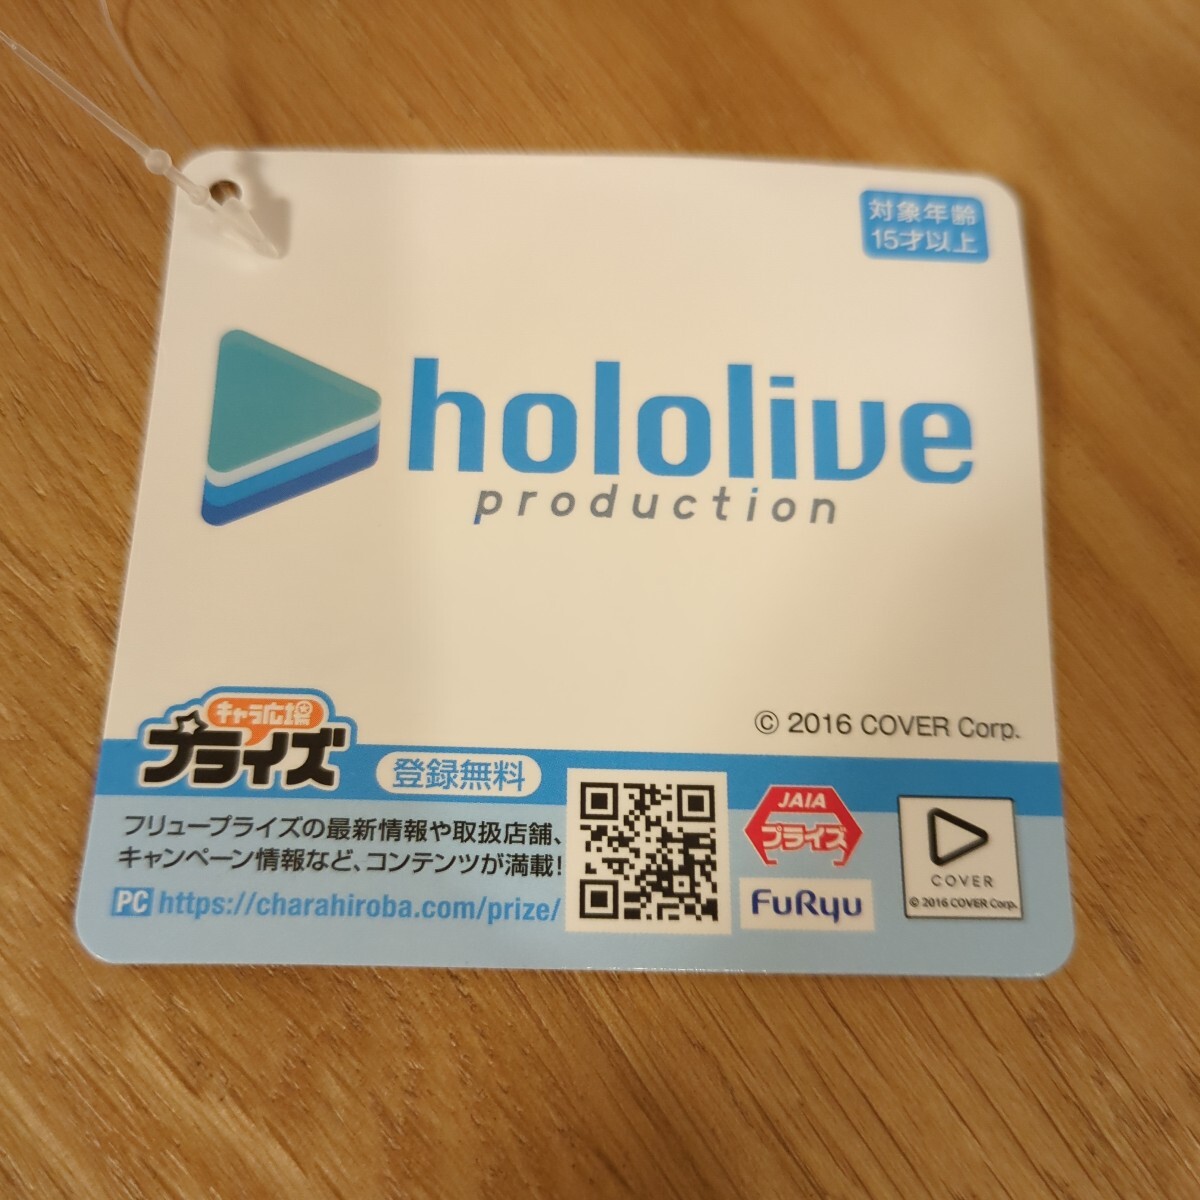 対象年齢
15才以上
hololive
production
© 2016 COVER Corp.
キャラ広場
プライズ
登録無料
フリュープライズの最新情報や取扱店舗、
キャンペーン情報など、コンテンツが満載!
PC https://charahiroba.com/prize/
JAIA
プライズ
FuRyu
COVER
© 2016 COVER Corp.